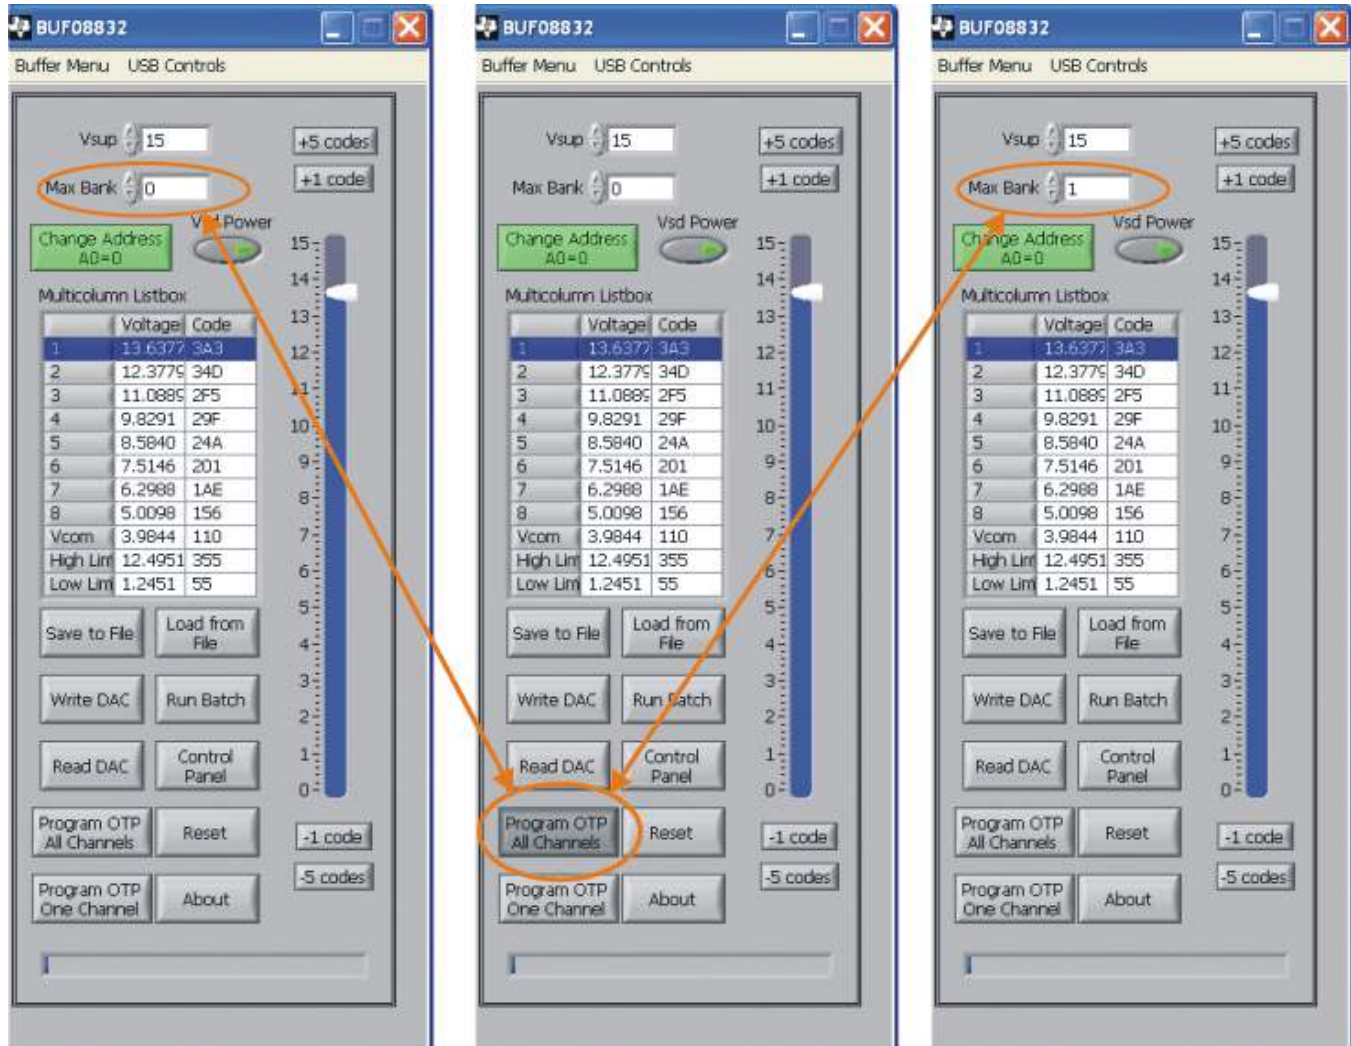 BUF08832
Buffer Menu USB Controls
Vsup 15
+5 codes
Max Bank 0
+1 code
Vsd Power
Change Address
A0=0
Multicolumn Listbox
Voltage Code
1 13.6377 3A3
2 12.3779 34D
3 11.0889 2F5
4 9.8291 29F
5 8.5840 24A
6 7.5146 201
7 6.2988 1AE
8 5.0098 156
Vcom 3.9844 110
High Lim 12.4951 355
Low Lim 1.2451 55
Save to File
Load from
File
Write DAC
Run Batch
Read DAC
Control
Panel
Program OTP
All Channels
Reset
Program OTP
One Channel
About
15
14
13
12
11
10
9
8
7
6
5
4
3
2
1
0
-1 code
-5 codes
BUF08832
Buffer Menu USB Controls
Vsup 15
+5 codes
Max Bank 0
+1 code
Vsd Power
Change Address
A0=0
Multicolumn Listbox
Voltage Code
1 13.6377 3A3
2 12.3779 34D
3 11.0889 2F5
4 9.8291 29F
5 8.5840 24A
6 7.5146 201
7 6.2988 1AE
8 5.0098 156
Vcom 3.9844 110
High Lim 12.4951 355
Low Lim 1.2451 55
Save to File
Load from
File
Write DAC
Run Batch
Read DAC
Control
Panel
Program OTP
All Channels
Reset
Program OTP
One Channel
About
15
14
13
12
11
10
9
8
7
6
5
4
3
2
1
0
-1 code
-5 codes
BUF08832
Buffer Menu USB Controls
Vsup 15
+5 codes
Max Bank 1
+1 code
Vsd Power
Change Address
A0=0
Multicolumn Listbox
Voltage Code
1 13.6377 3A3
2 12.3779 34D
3 11.0889 2F5
4 9.8291 29F
5 8.5840 24A
6 7.5146 201
7 6.2988 1AE
8 5.0098 156
Vcom 3.9844 110
High Lim 12.4951 355
Low Lim 1.2451 55
Save to File
Load from
File
Write DAC
Run Batch
Read DAC
Control
Panel
Program OTP
All Channels
Reset
Program OTP
One Channel
About
15
14
13
12
11
10
9
8
7
6
5
4
3
2
1
0
-1 code
-5 codes